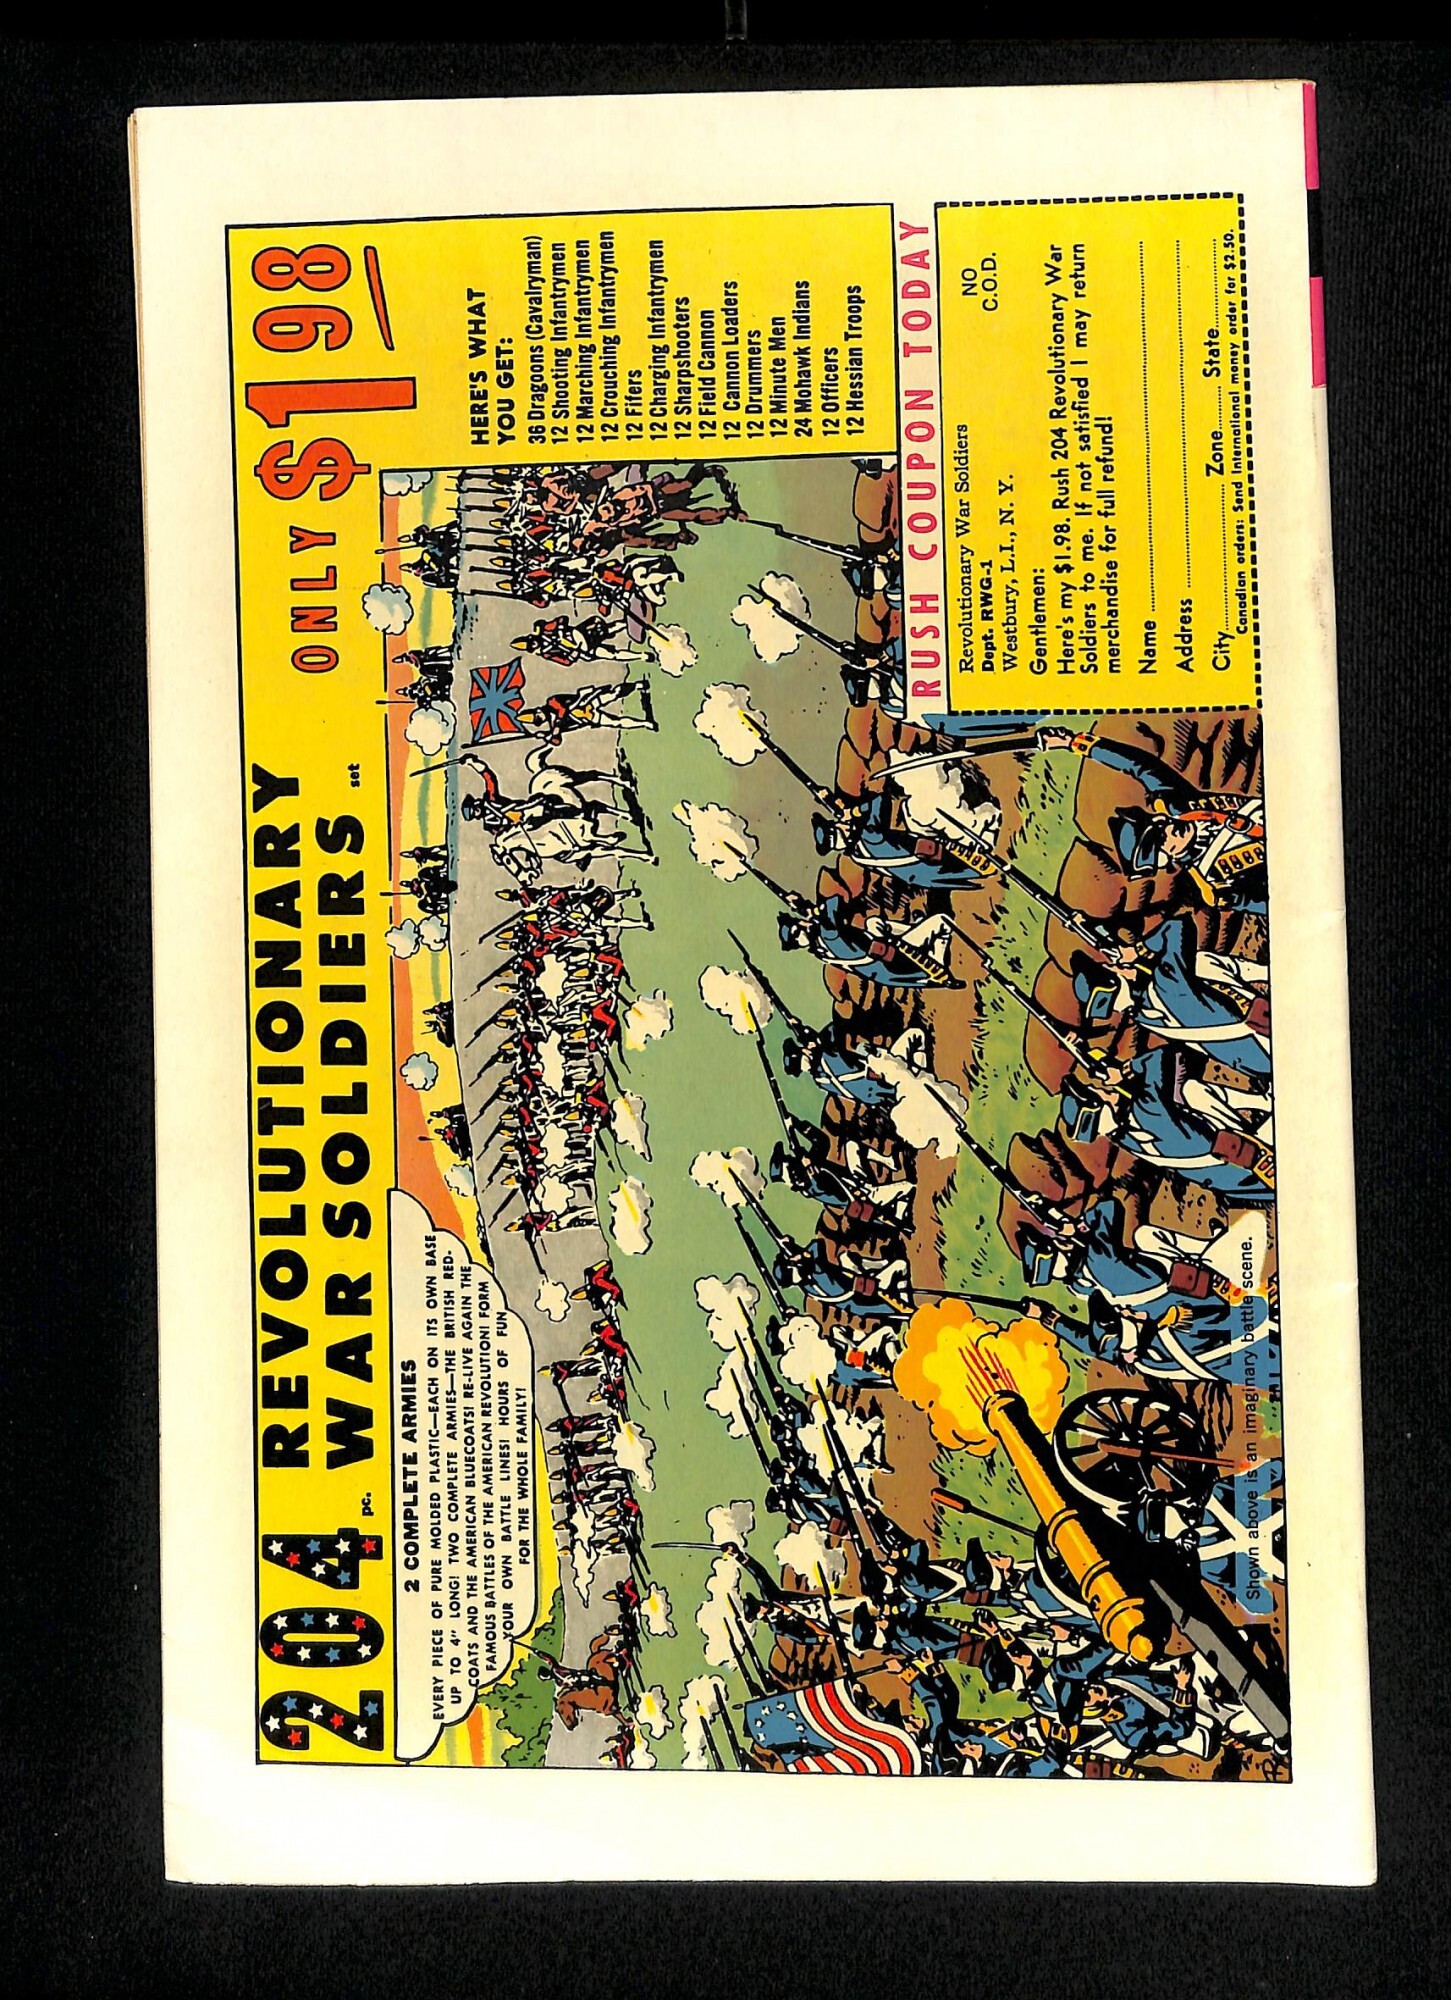 204 pc. REVOLUTIONARY
WAR SOLDIERS set
ONLY $1 98
2 COMPLETE ARMIES
EVERY PIECE OF PURE MOLDED PLASTIC—EACH ON ITS OWN BASE
UP TO 4" LONG! TWO COMPLETE ARMIES—THE BRITISH RED-
COATS AND THE AMERICAN BLUECOATS! RE-LIVE AGAIN THE
FAMOUS BATTLES OF THE AMERICAN REVOLUTION! FORM
YOUR OWN BATTLE LINES! HOURS OF FUN
FOR THE WHOLE FAMILY!
HERE'S WHAT
YOU GET:
36 Dragoons (Cavalryman)
12 Shooting Infantrymen
12 Marching Infantrymen
12 Crouching Infantrymen
12 Fifers
12 Charging Infantrymen
12 Sharpshooters
12 Field Cannon
12 Cannon Loaders
12 Drummers
12 Minute Men
24 Mohawk Indians
12 Officers
12 Hessian Troops
RUSH COUPON TODAY
Revolutionary War Soldiers
Dept. RWG-1
Westbury, L.I., N. Y.
NO
C.O.D.
Gentlemen:
Here's my $1.98. Rush 204 Revolutionary War
Soldiers to me. If not satisfied I may return
merchandise for full refund!
Name
Address
City Zone State
Canadian orders: Send International money order for $2.50.
Shown above is an imaginary battle scene.